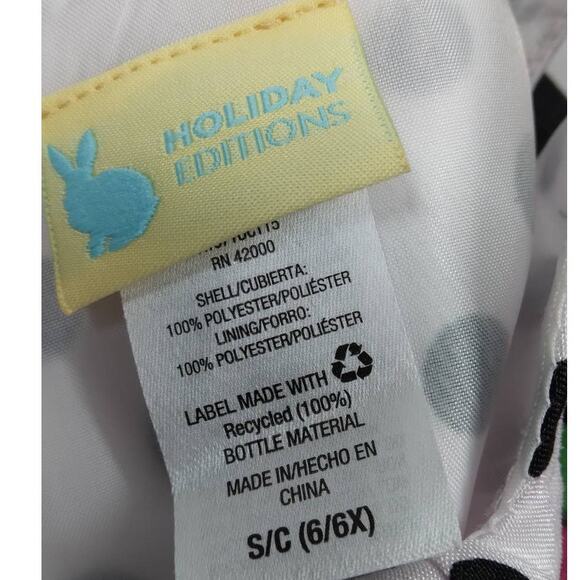 HOLIDAY
EDITIONS
RN 42000
SHELL/CUBIERTA:
100% POLYESTER/POLIÉSTER
LINING/FORRO:
100% POLYESTER/POLIÉSTER
LABEL MADE WITH
Recycled (100%)
BOTTLE MATERIAL
MADE IN/HECHO EN
CHINA
S/C (6/6X)